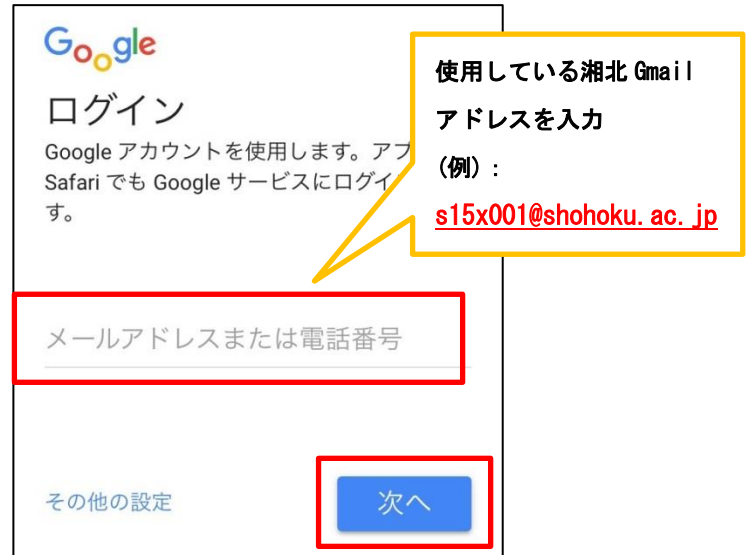 Google
ログイン
Google アカウントを使用します。アプ
Safari でも Google サービスにログイ
す。
使用している湘北 Gmail
アドレスを入力
(例)：
s15x001@shohoku.ac.jp
メールアドレスまたは電話番号
その他の設定
次へ